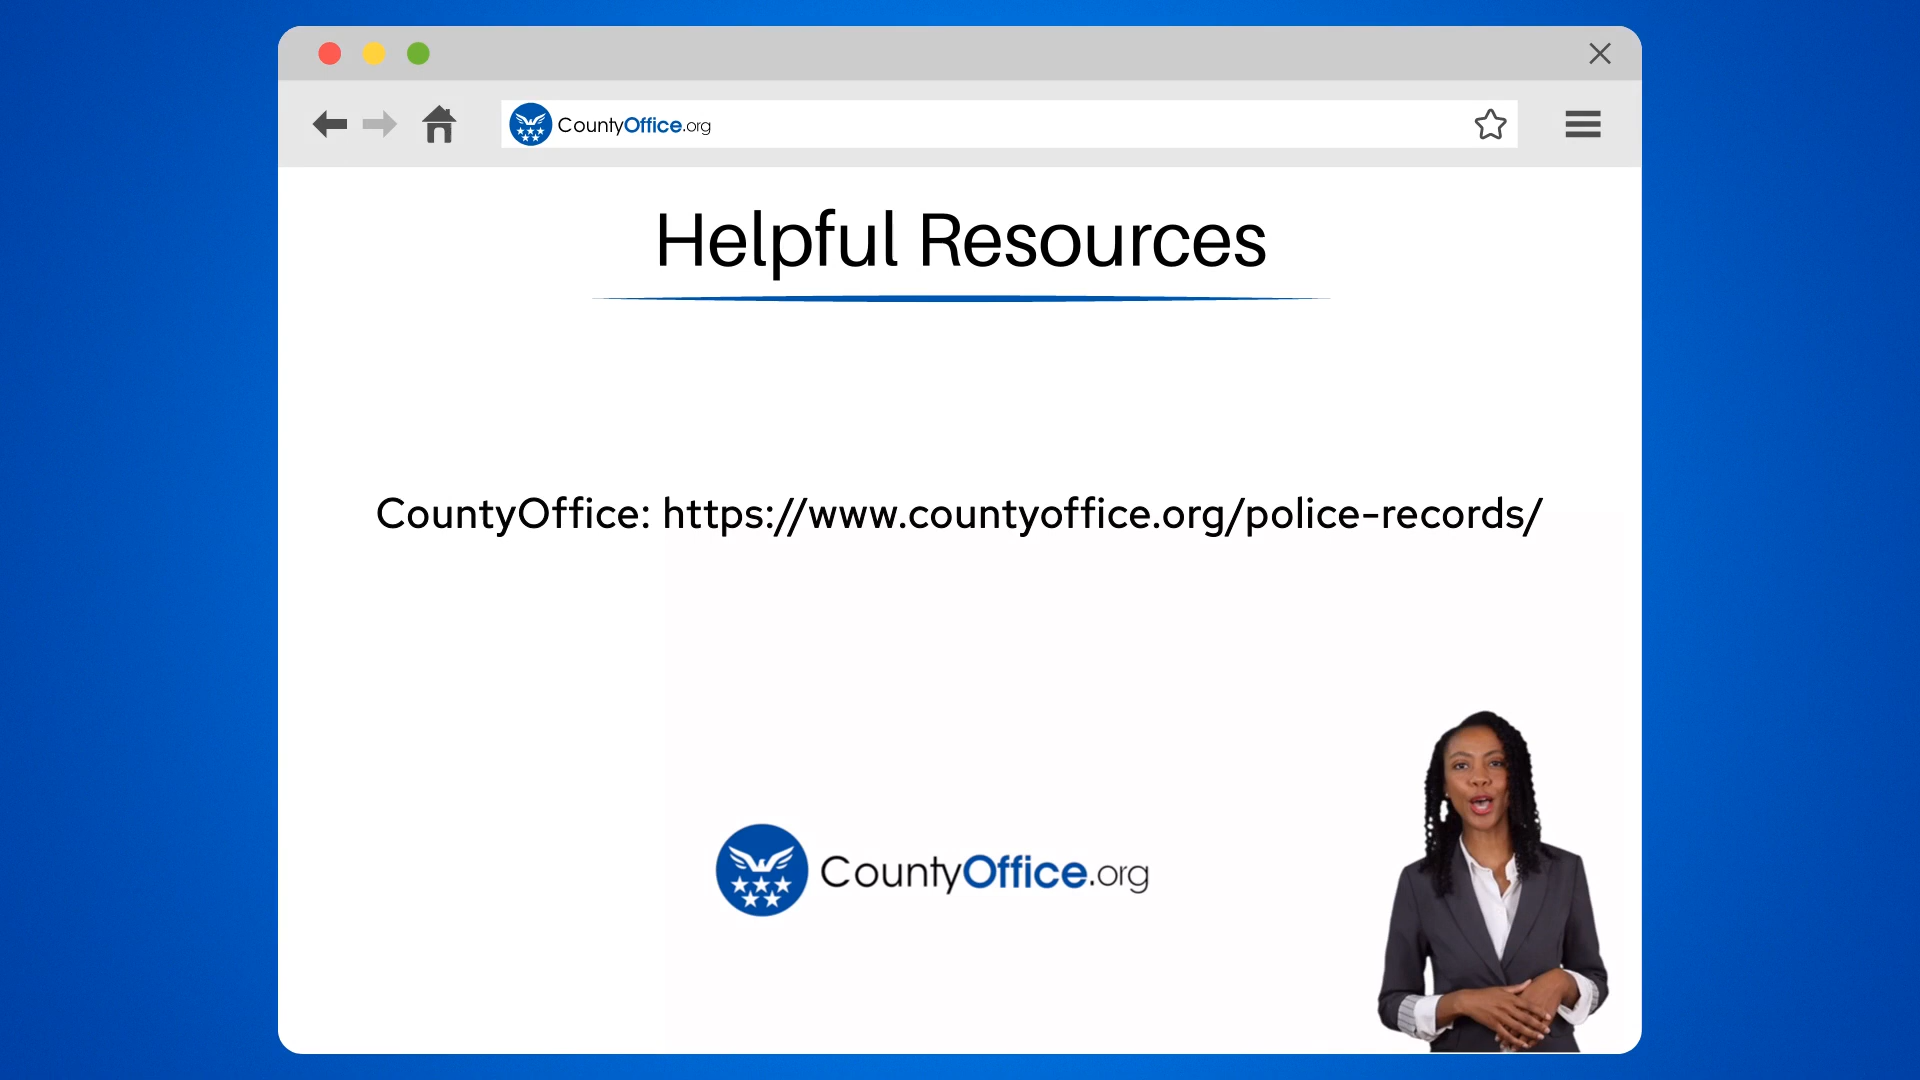 CountyOffice.org
Helpful Resources
CountyOffice: https://www.countyoffice.org/police-records/
CountyOffice.org